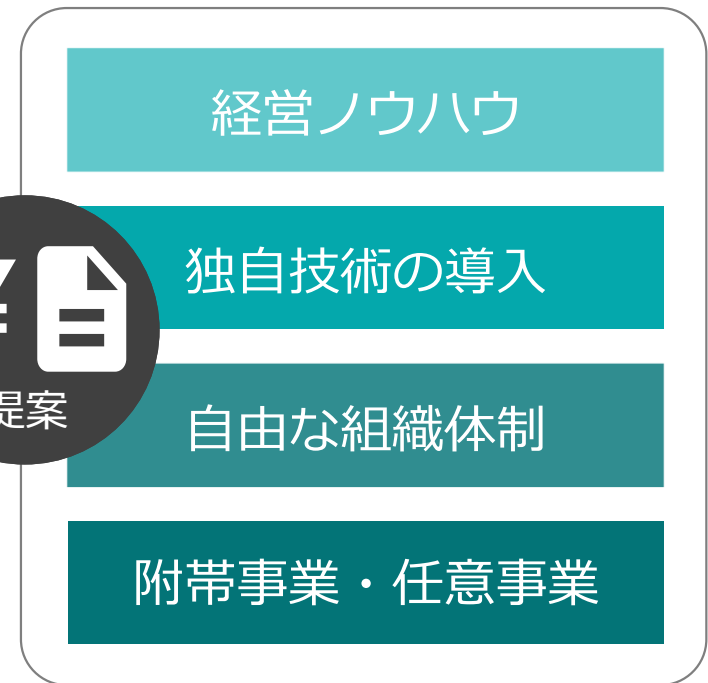 経営ノウハウ
独自技術の導入
提案
自由な組織体制
附帯事業・任意事業